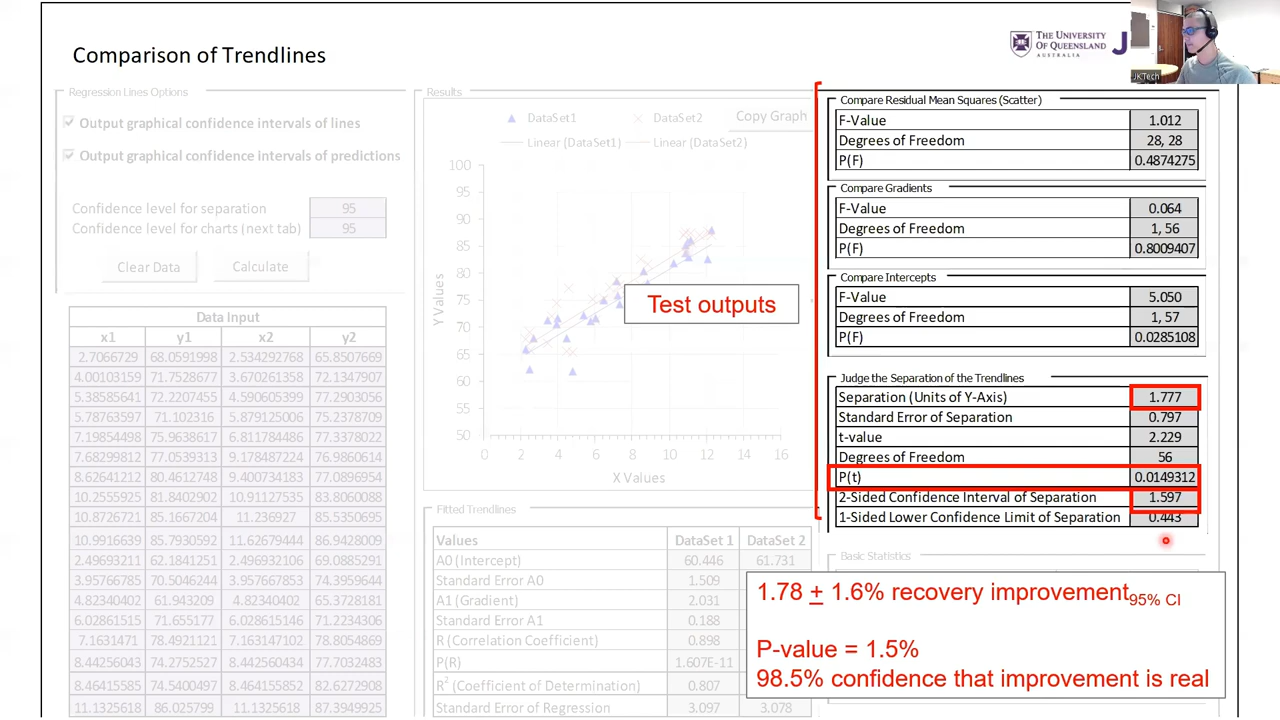 Comparison of Trendlines
THE UNIVERSITY
OF QUEENSLAND
AUSTRALIA
J
JKTech
Regression Lines Options
Output graphical confidence intervals of lines
Output graphical confidence intervals of predictions
Confidence level for separation 95
Confidence level for charts (next tab) 95
Clear Data Calculate
Data Input
x1 y1 x2 y2
2.7066729 68.0591998 2.534292768 65.8507669
4.00103159 71.7528677 3.670261358 72.1347907
5.38585641 72.2207455 4.590605399 77.2903056
5.78763597 71.102316 5.879125006 75.2378709
7.19854498 75.9638617 6.811784486 77.3378022
7.68299812 77.0539313 9.178487224 76.9860614
8.62641212 80.4612748 9.400734183 87.0896954
10.2555925 81.8402902 10.91127535 83.8060088
10.8726721 85.1667204 11.236927 85.5350695
10.9916639 85.7930592 11.62679444 86.9428009
2.49693211 62.1841251 2.496932106 69.0885291
3.95766785 70.5046244 3.957667853 74.3959644
4.82340402 61.943209 4.82340402 65.3728181
6.02861515 71.655177 6.028615146 71.2234306
7.1631471 78.4921121 7.163147102 78.8054869
8.44256043 74.2752527 8.442560434 77.7032483
8.46415585 74.5400497 8.464155852 82.6272908
11.1325618 86.025799 11.1325618 87.3949925
Results
DataSet1 DataSet2
Linear (DataSet1) Linear (DataSet2)
Copy Graph
100
95
90
85
80
75
70
65
60
55
50
Y Values
0 2 4 6 8 10 12 14 16
X Values
Test outputs
Fitted Trendlines
Values DataSet 1 DataSet 2
A0 (Intercept) 60.446 61.731
Standard Error A0 1.509
A1 (Gradient) 2.031
Standard Error A1 0.188
R (Correlation Coefficient) 0.898
P(R) 1.607E-11
R2 (Coefficient of Determination) 0.807
Standard Error of Regression 3.097 3.078
Compare Residual Mean Squares (Scatter)
F-Value 1.012
Degrees of Freedom 28, 28
P(F) 0.4874275
Compare Gradients
F-Value 0.064
Degrees of Freedom 1, 56
P(F) 0.8009407
Compare Intercepts
F-Value 5.050
Degrees of Freedom 1, 57
P(F) 0.0285108
Judge the Separation of the Trendlines
Separation (Units of Y-Axis) 1.777
Standard Error of Separation 0.797
t-value 2.229
Degrees of Freedom 56
P(t) 0.0149312
2-Sided Confidence Interval of Separation 1.597
1-Sided Lower Confidence Limit of Separation 0.443
Basic Statistics
1.78 ± 1.6% recovery improvement95% CI
P-value = 1.5%
98.5% confidence that improvement is real